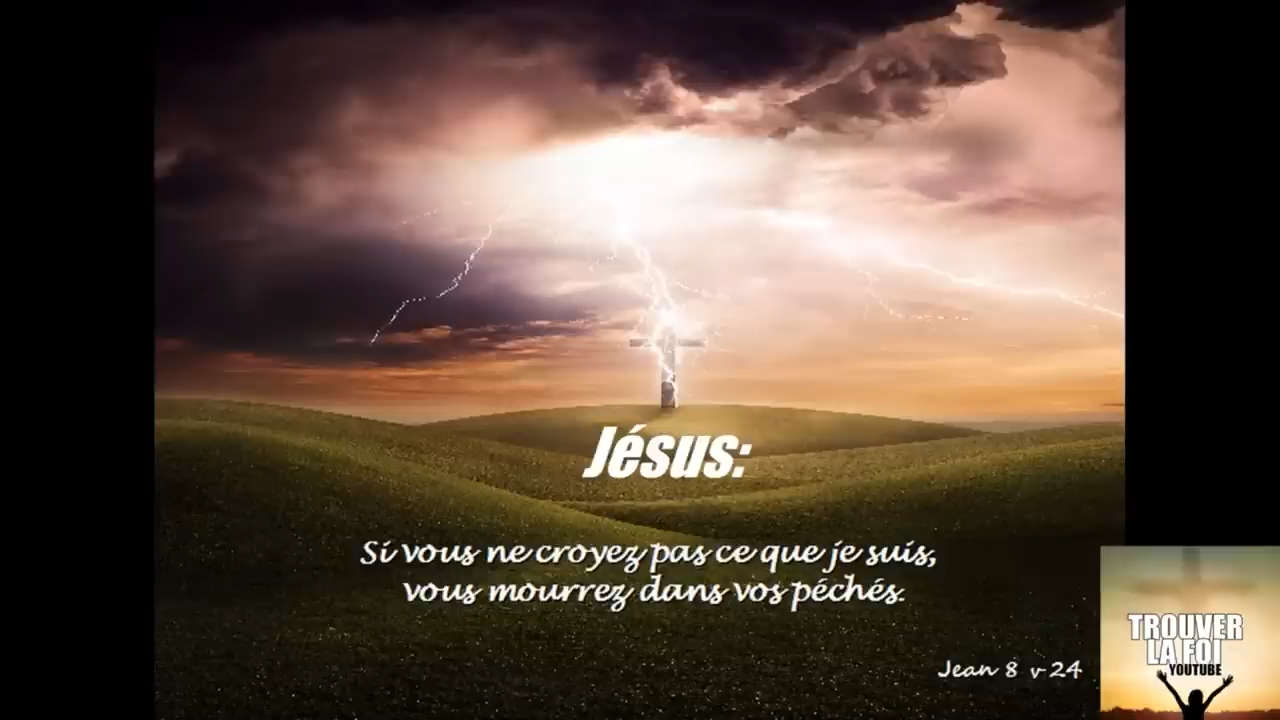 Jésus:
Si vous ne croyez pas ce que je suis,
vous mourrez dans vos péchés.
Jean 8 v 24
TROUVER
LA FOI
YOUTUBE